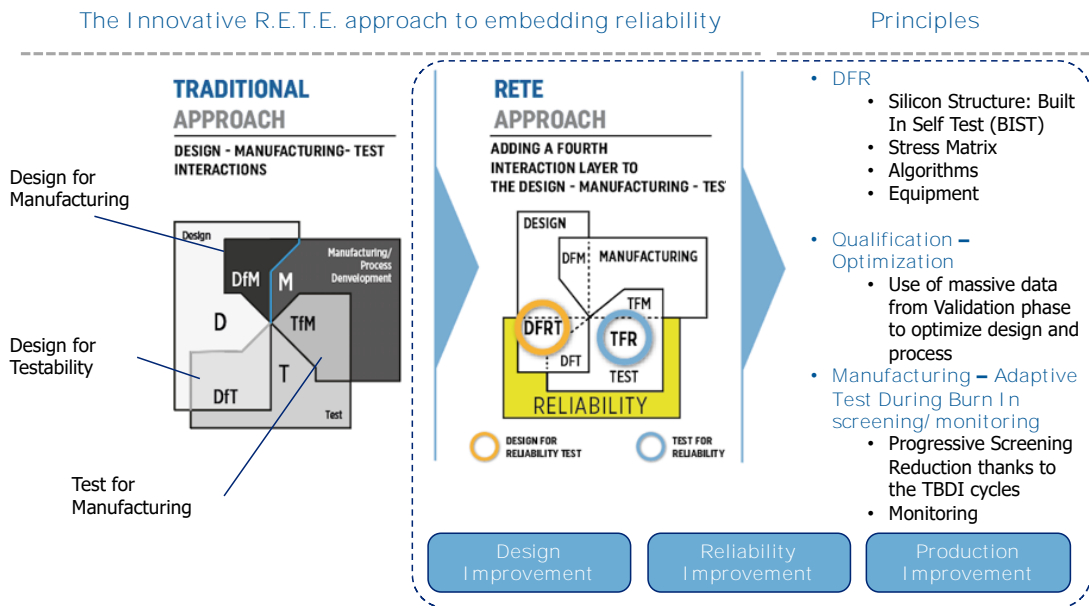 The Innovative R.E.T.E. approach to embedding reliability
Principles
TRADITIONAL
APPROACH
DESIGN - MANUFACTURING- TEST
INTERACTIONS
Design for
Manufacturing
Design for
Testability
Test for
Manufacturing
Design
Manufacturing/
Process
Denvelopment
DfM
M
D
TfM
T
DfT
Test
RETE
APPROACH
ADDING A FOURTH
INTERACTION LAYER TO
THE DESIGN - MANUFACTURING - TES
DESIGN
DFM
MANUFACTURING
TFM
DFRT
TFR
DFT
TEST
RELIABILITY
DESIGN FOR
RELIABILITY TEST
TEST FOR
RELIABILITY
• DFR
• Silicon Structure: Built
In Self Test (BIST)
• Stress Matrix
• Algorithms
• Equipment
• Qualification –
Optimization
• Use of massive data
from Validation phase
to optimize design and
process
• Manufacturing – Adaptive
Test During Burn In
screening/monitoring
• Progressive Screening
Reduction thanks to
the TBDI cycles
• Monitoring
Design
Improvement
Reliability
Improvement
Production
Improvement